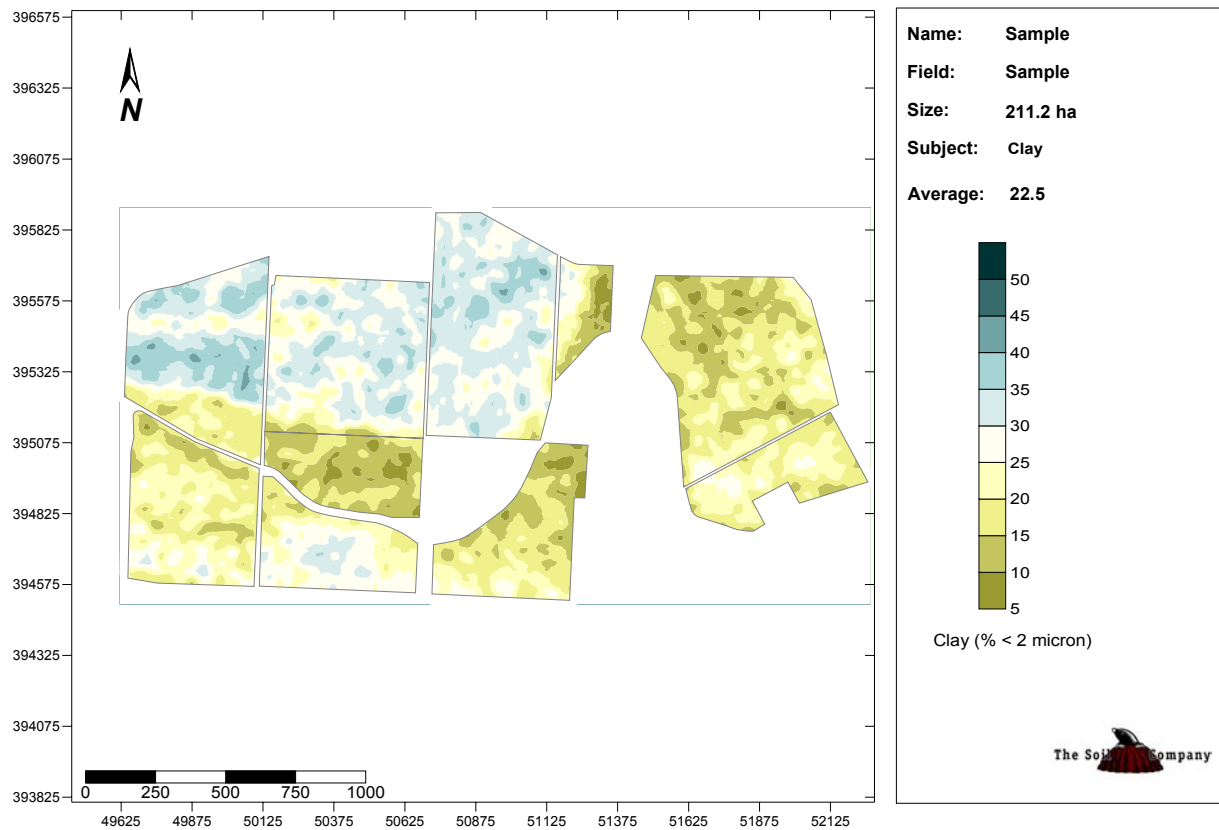 396575
396325
396075
395825
395575
395325
395075
394825
394575
394325
394075
393825
N
0 250 500 750 1000
49625 49875 50125 50375 50625 50875 51125 51375 51625 51875 52125
Name: Sample
Field: Sample
Size: 211.2 ha
Subject: Clay
Average: 22.5
50
45
40
35
30
25
20
15
10
5
Clay (% < 2 micron)
The Soil Company